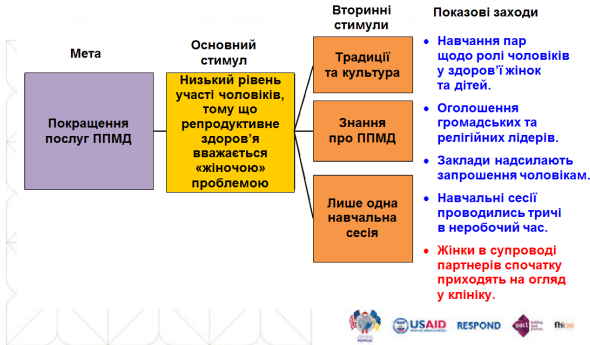 Мета
Основний
стимул
Вторинні
стимули
Показові заходи
Покращення
послуг ППМД
Низький рівень
участі чоловіків,
тому що
репродуктивне
здоров’я
вважається
«жіночою»
проблемою
Традиції
та культура
Знання
про ППМД
Лише одна
навчальна
сесія
• Навчання пар
щодо ролі чоловіків
у здоров’ї жінок
та дітей.
• Оголошення
громадських та
релігійних лідерів.
• Заклади надсилають
запрошення чоловікам.
• Навчальні сесії
проводились тричі
в неробочий час.
• Жінки в супроводі
партнерів спочатку
приходять на огляд
у клініку.
PEPFAR
USAID
RESPOND
pact
fhi360